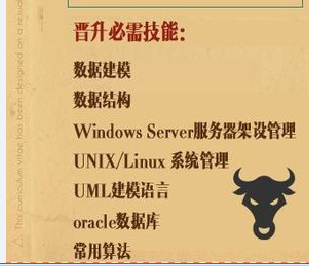 晋升必需技能：
数据建模
数据结构
Windows Server服务器架设管理
UNIX/Linux 系统管理
UML建模语言
oracle数据库
常用算法
This curriculum vitae has been designed on a